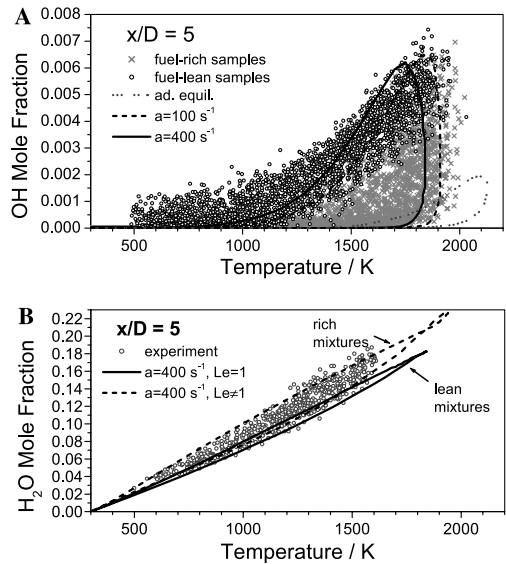 A
x/D = 5
fuel-rich samples
fuel-lean samples
ad. equil.
a=100 s⁻¹
a=400 s⁻¹
OH Mole Fraction
0.008
0.007
0.006
0.005
0.004
0.003
0.002
0.001
0.000
500 1000 1500 2000
Temperature / K
B
x/D = 5
experiment
a=400 s⁻¹, Le=1
a=400 s⁻¹, Le≠1
rich
mixtures
lean
mixtures
H₂O Mole Fraction
0.22
0.20
0.18
0.16
0.14
0.12
0.10
0.08
0.06
0.04
0.02
0.00
500 1000 1500 2000
Temperature / K